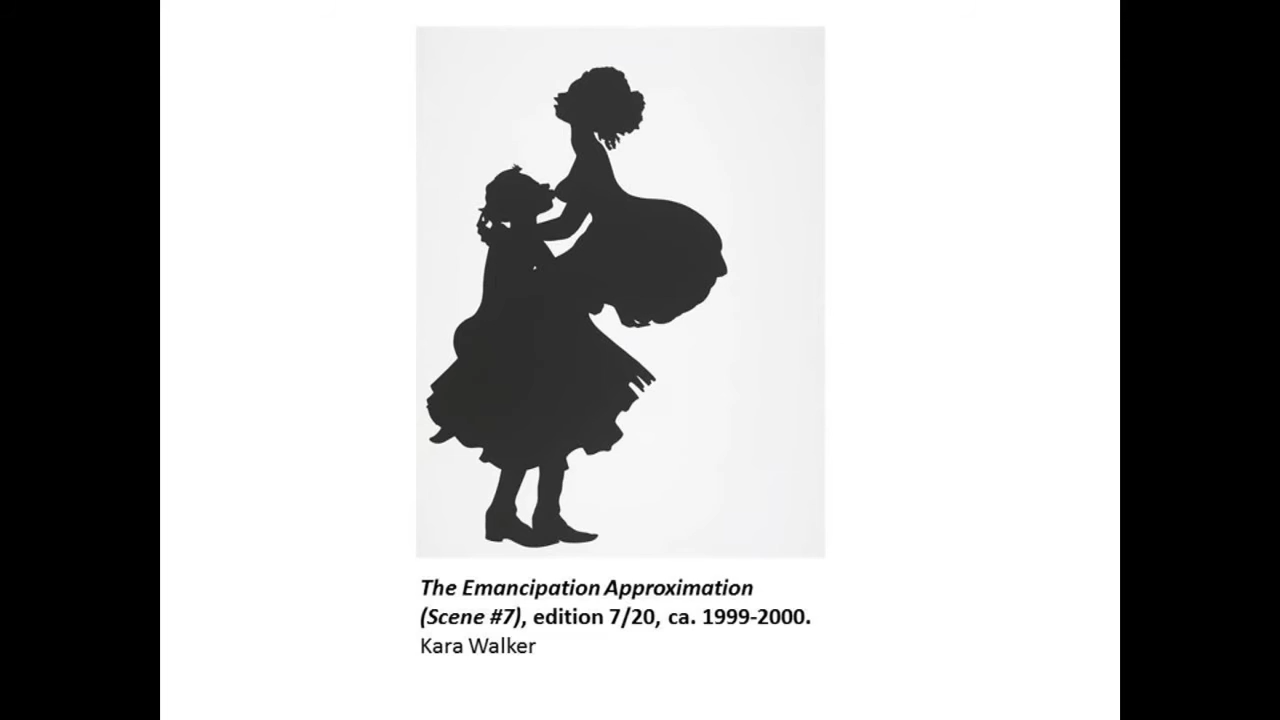 The Emancipation Approximation
(Scene #7), edition 7/20, ca. 1999-2000.
Kara Walker